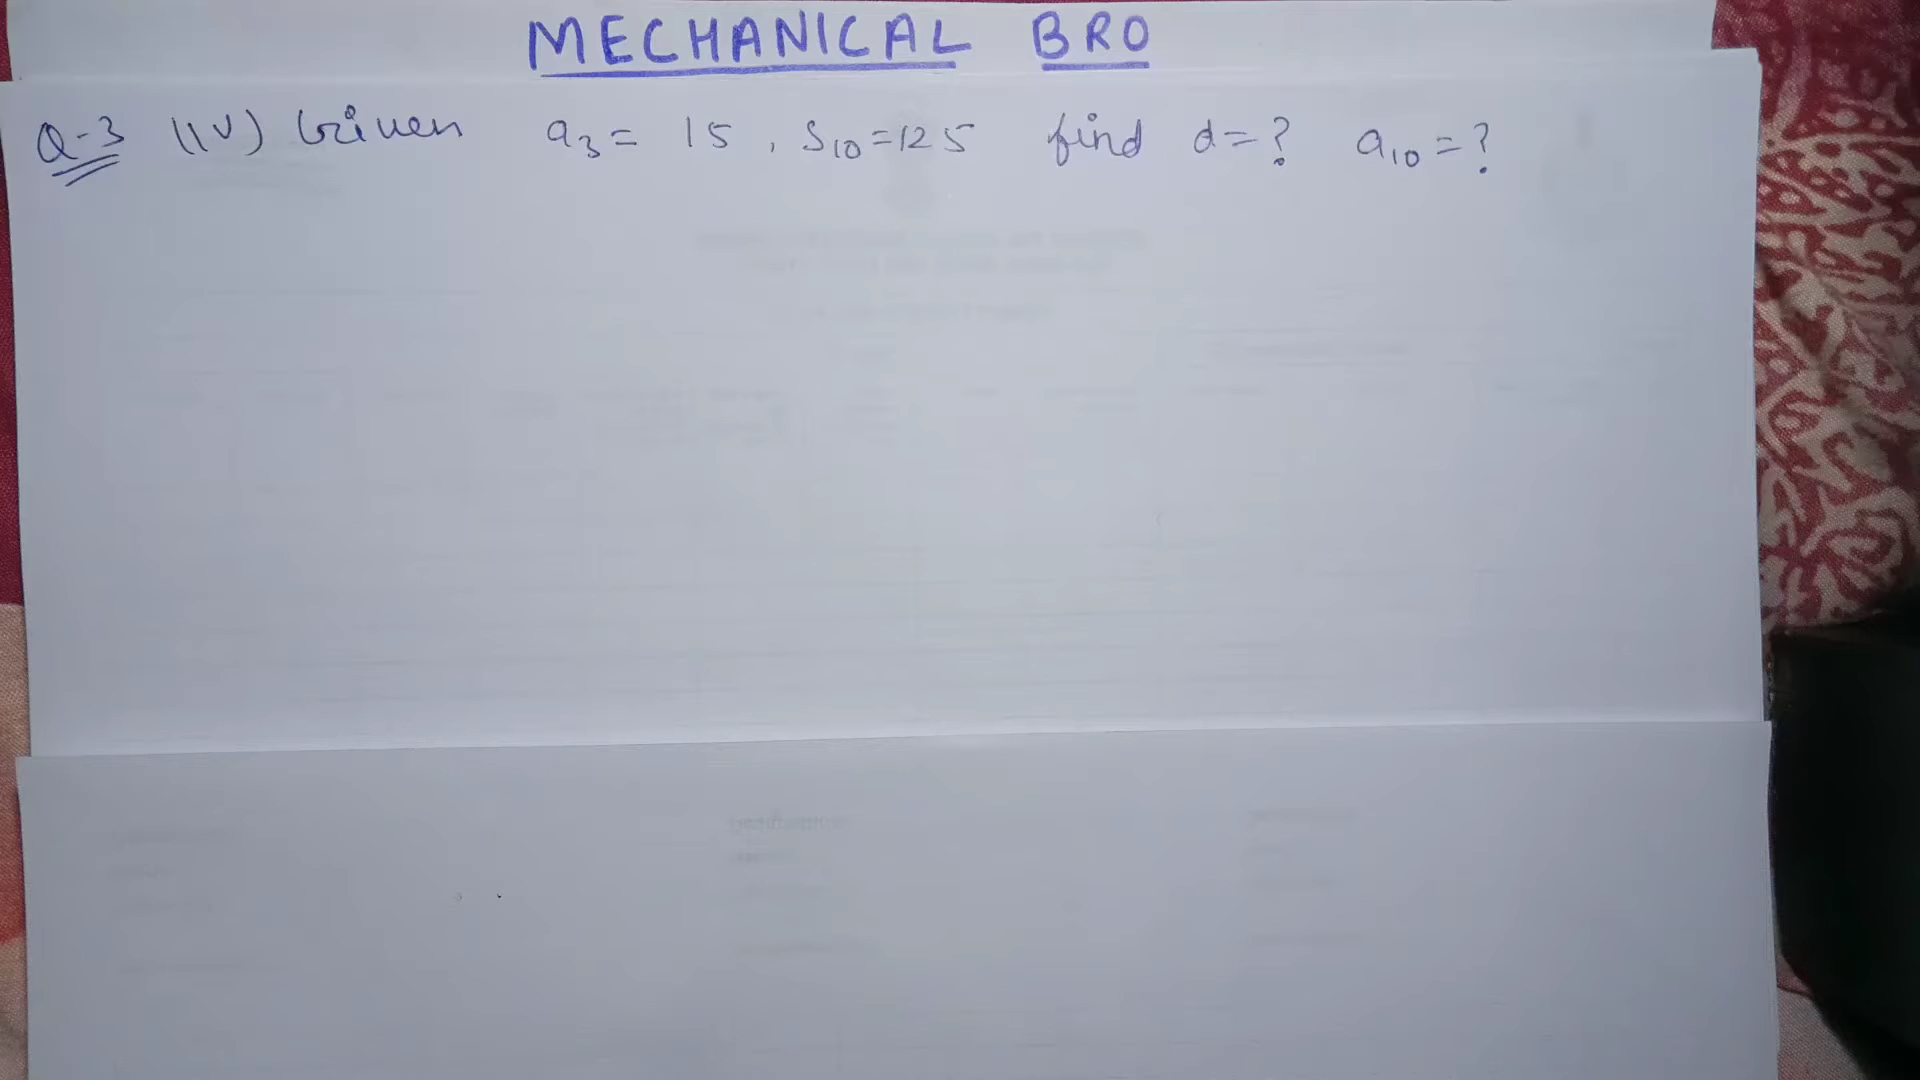 MECHANICAL BRO
Q-3 (IV) Given a3 = 15, S10 = 125 find d=? a10 =?